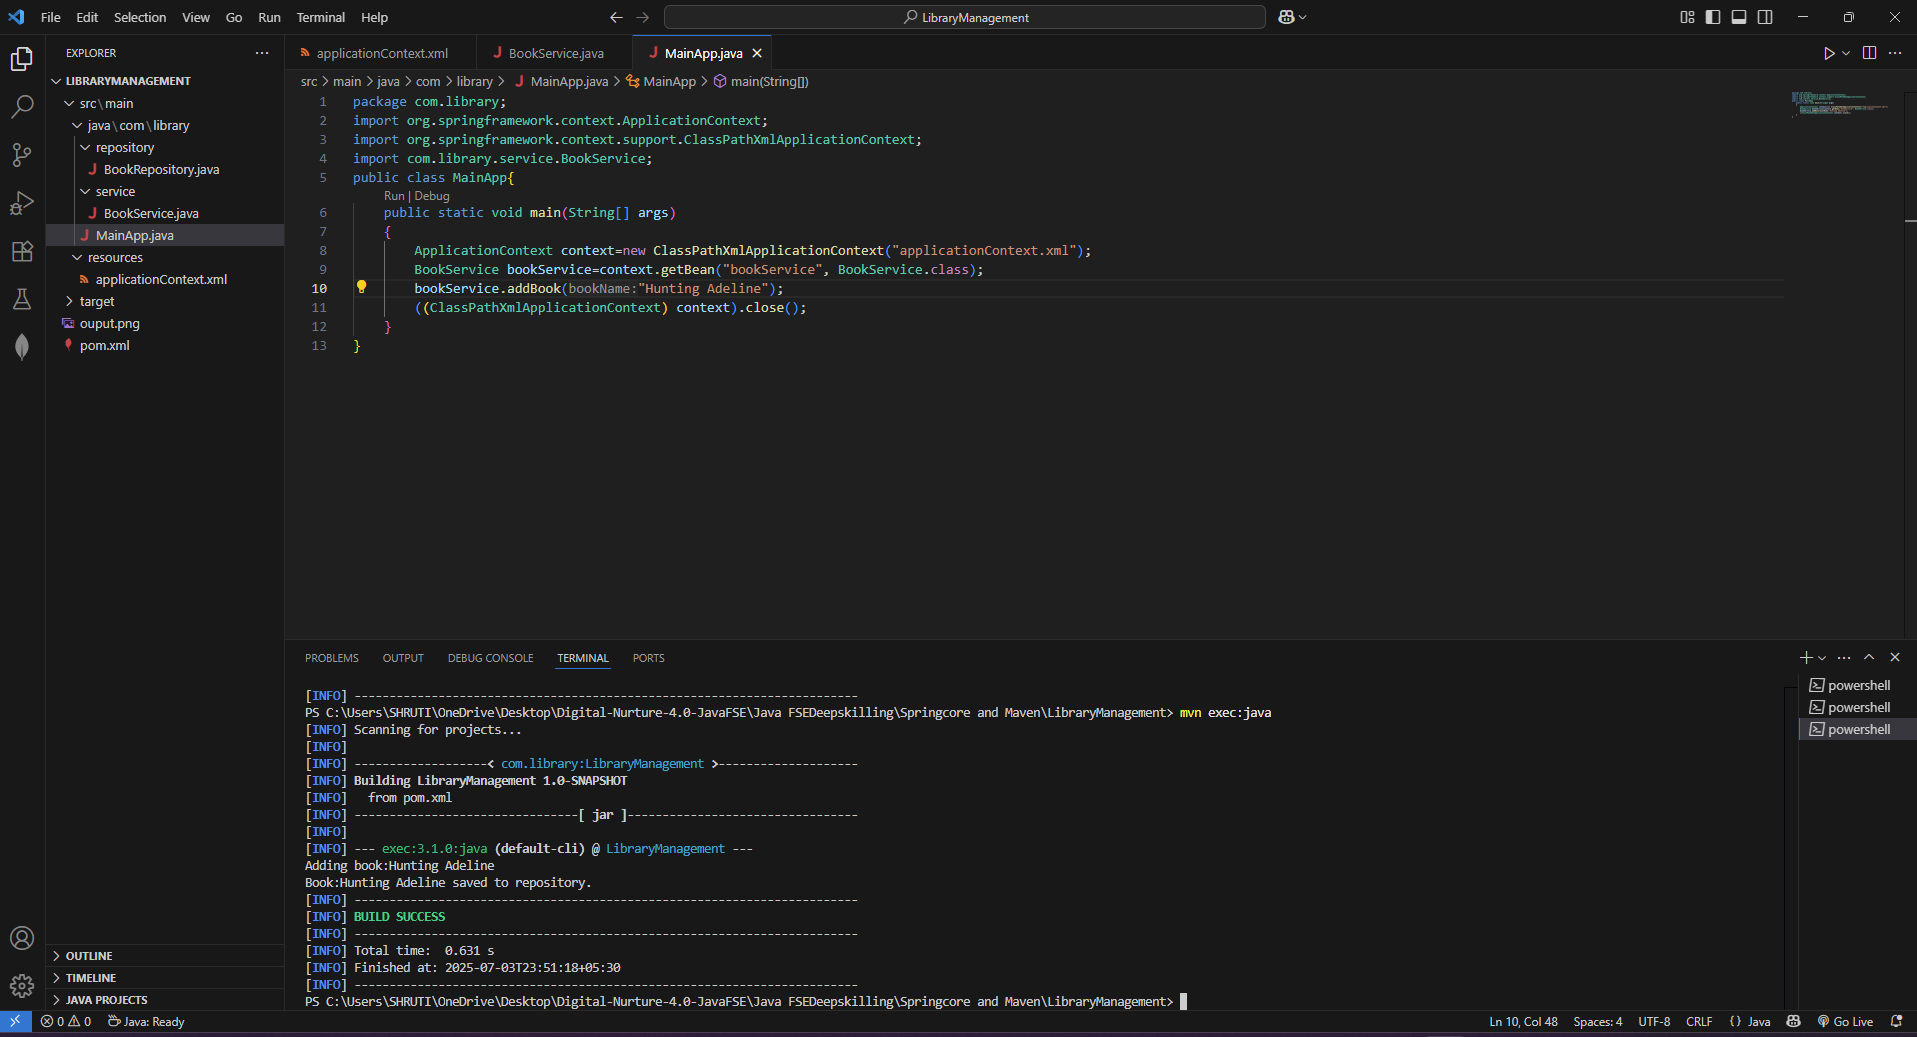 File Edit Selection View Go Run Terminal Help
LibraryManagement
EXPLORER
LIBRARYMANAGEMENT
src\main
java\com\library
repository
BookRepository.java
service
BookService.java
MainApp.java
resources
applicationContext.xml
target
ouput.png
pom.xml
OUTLINE
TIMELINE
JAVA PROJECTS
applicationContext.xml BookService.java MainApp.java
src > main > java > com > library > MainApp.java > MainApp > main(String[])
1 package com.library;
2 import org.springframework.context.ApplicationContext;
3 import org.springframework.context.support.ClassPathXmlApplicationContext;
4 import com.library.service.BookService;
5 public class MainApp{
Run | Debug
6 public static void main(String[] args)
7 {
8 ApplicationContext context=new ClassPathXmlApplicationContext("applicationContext.xml");
9 BookService bookService=context.getBean("bookService", BookService.class);
10 bookService.addBook(bookName:"Hunting Adeline");
11 ((ClassPathXmlApplicationContext) context).close();
12 }
13 }
PROBLEMS OUTPUT DEBUG CONSOLE TERMINAL PORTS
[INFO] ------------------------------------------------------------------------
PS C:\Users\SHRUTI\OneDrive\Desktop\Digital-Nurture-4.0-JavaFSE\Java FSEDeepskilling\Springcore and Maven\LibraryManagement> mvn exec:java
[INFO] Scanning for projects...
[INFO]
[INFO] -------------------< com.library:LibraryManagement >--------------------
[INFO] Building LibraryManagement 1.0-SNAPSHOT
[INFO]   from pom.xml
[INFO] --------------------------------[ jar ]---------------------------------
[INFO]
[INFO] --- exec:3.1.0:java (default-cli) @ LibraryManagement ---
Adding book:Hunting Adeline
Book:Hunting Adeline saved to repository.
[INFO] ------------------------------------------------------------------------
[INFO] BUILD SUCCESS
[INFO] ------------------------------------------------------------------------
[INFO] Total time:  0.631 s
[INFO] Finished at: 2025-07-03T23:51:18+05:30
[INFO] ------------------------------------------------------------------------
PS C:\Users\SHRUTI\OneDrive\Desktop\Digital-Nurture-4.0-JavaFSE\Java FSEDeepskilling\Springcore and Maven\LibraryManagement>
powershell
powershell
powershell
0 0 Java: Ready Ln 10, Col 48 Spaces: 4 UTF-8 CRLF {} Java Go Live